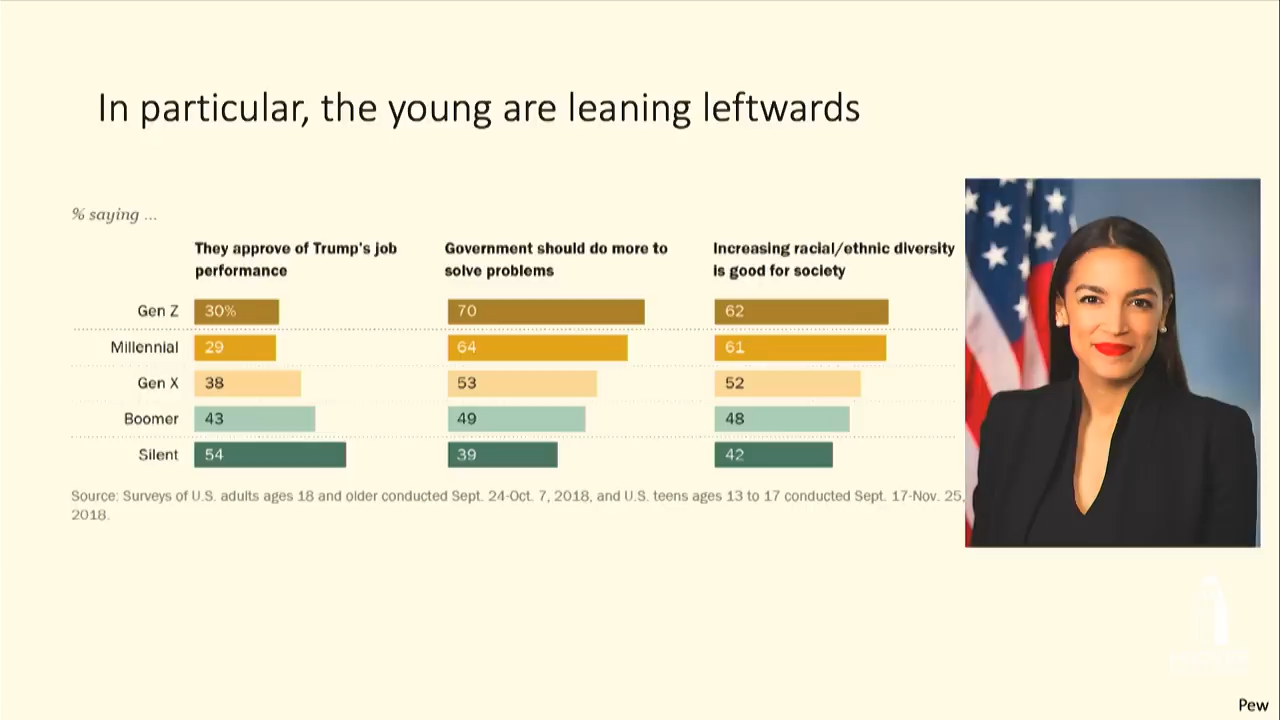 In particular, the young are leaning leftwards
% saying ...
They approve of Trump's job performance
Government should do more to solve problems
Increasing racial/ethnic diversity is good for society
Gen Z 30% 70 62
Millennial 29 64 61
Gen X 38 53 52
Boomer 43 49 48
Silent 54 39 42
Source: Surveys of U.S. adults ages 18 and older conducted Sept. 24-Oct. 7, 2018, and U.S. teens ages 13 to 17 conducted Sept. 17-Nov. 25,
2018.
Pew